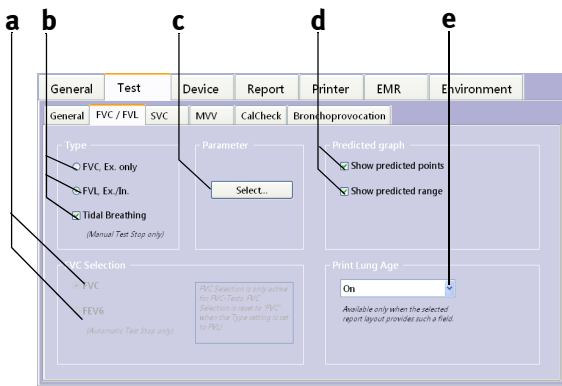 a b c d e
General Test Device Report Printer EMR Environment
General FVC / FVL SVC MVV CalCheck Bronchoprovocation
Type
FVC, Ex. only
FVL, Ex./In.
Tidal Breathing
(Manual Test Stop only)
Parameter
Select...
Predicted graph
Show predicted points
Show predicted range
VC Selection
FVC
FEV6
(Automatic Test Stop only)
FVC Selection is only active
for FVC-Tests. FVC
Selection is reset to "FVC"
when the Type setting is set
to FVL!
Print Lung Age
On
Available only when the selected
report layout provides such a field.